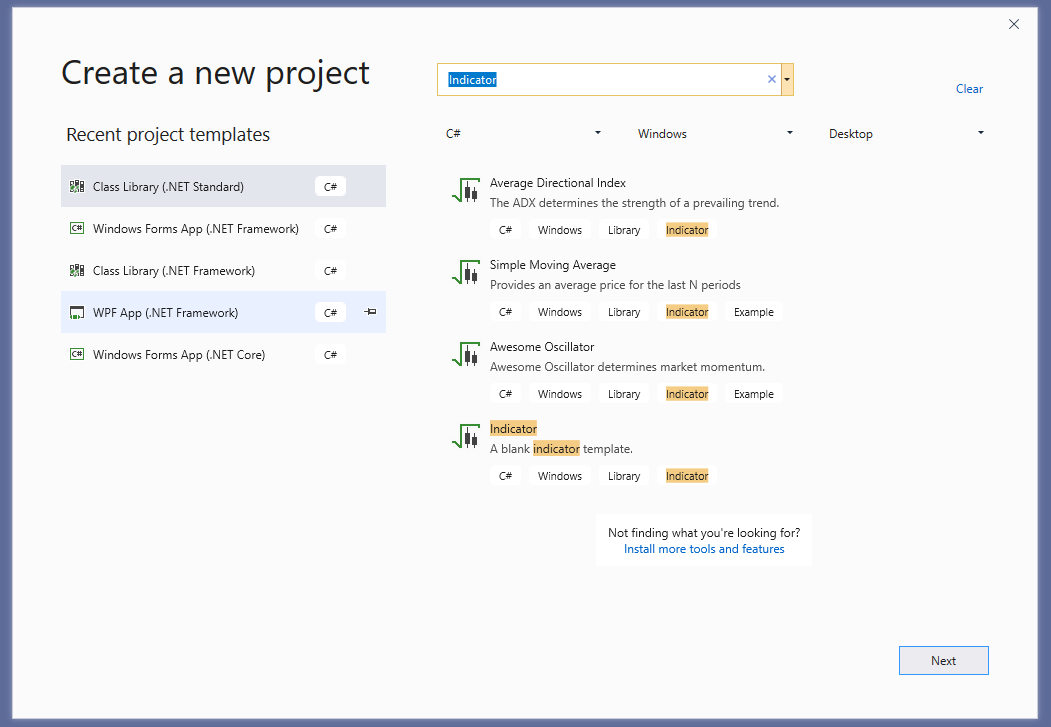 Create a new project
Indicator
Clear
Recent project templates
C#
Windows
Desktop
Class Library (.NET Standard) C#
Windows Forms App (.NET Framework) C#
Class Library (.NET Framework) C#
WPF App (.NET Framework) C#
Windows Forms App (.NET Core) C#
Average Directional Index
The ADX determines the strength of a prevailing trend.
C# Windows Library Indicator
Simple Moving Average
Provides an average price for the last N periods
C# Windows Library Indicator Example
Awesome Oscillator
Awesome Oscillator determines market momentum.
C# Windows Library Indicator Example
Indicator
A blank indicator template.
C# Windows Library Indicator
Not finding what you're looking for?
Install more tools and features
Next